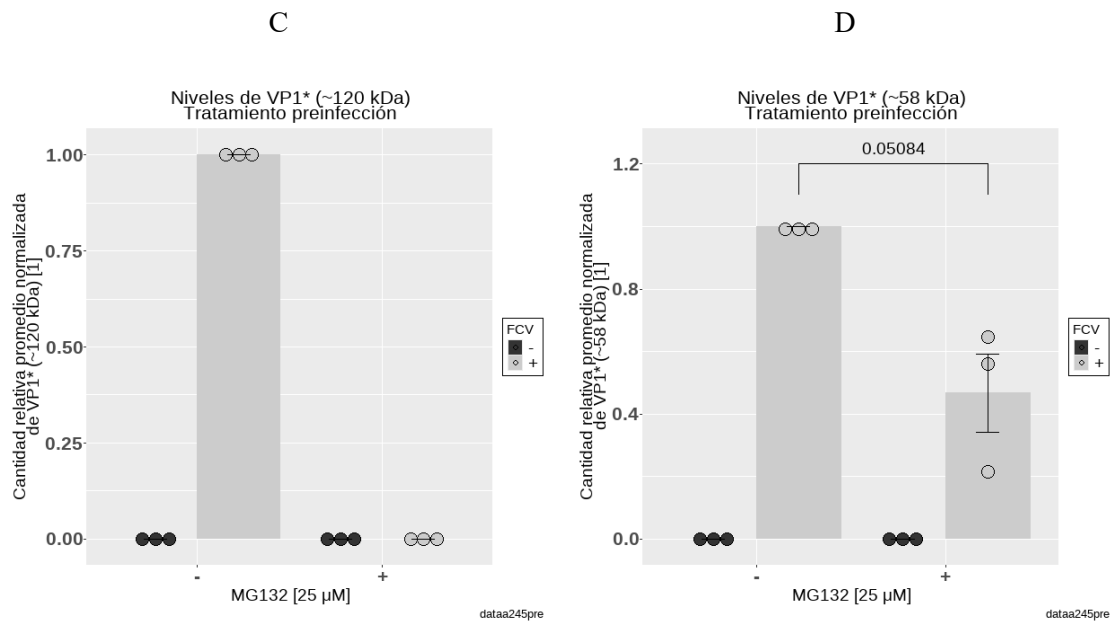 C
Niveles de VP1* (~120 kDa)
Tratamiento preinfección
Cantidad relativa promedio normalizada
de VP1* (~120 kDa) [1]
1.00
0.75
0.50
0.25
0.00
-
+
MG132 [25 µM]
FCV
-
+
dataa245pre
D
Niveles de VP1* (~58 kDa)
Tratamiento preinfección
Cantidad relativa promedio normalizada
de VP1* (~58 kDa) [1]
1.2
0.8
0.4
0.0
0.05084
-
+
MG132 [25 µM]
FCV
-
+
dataa245pre